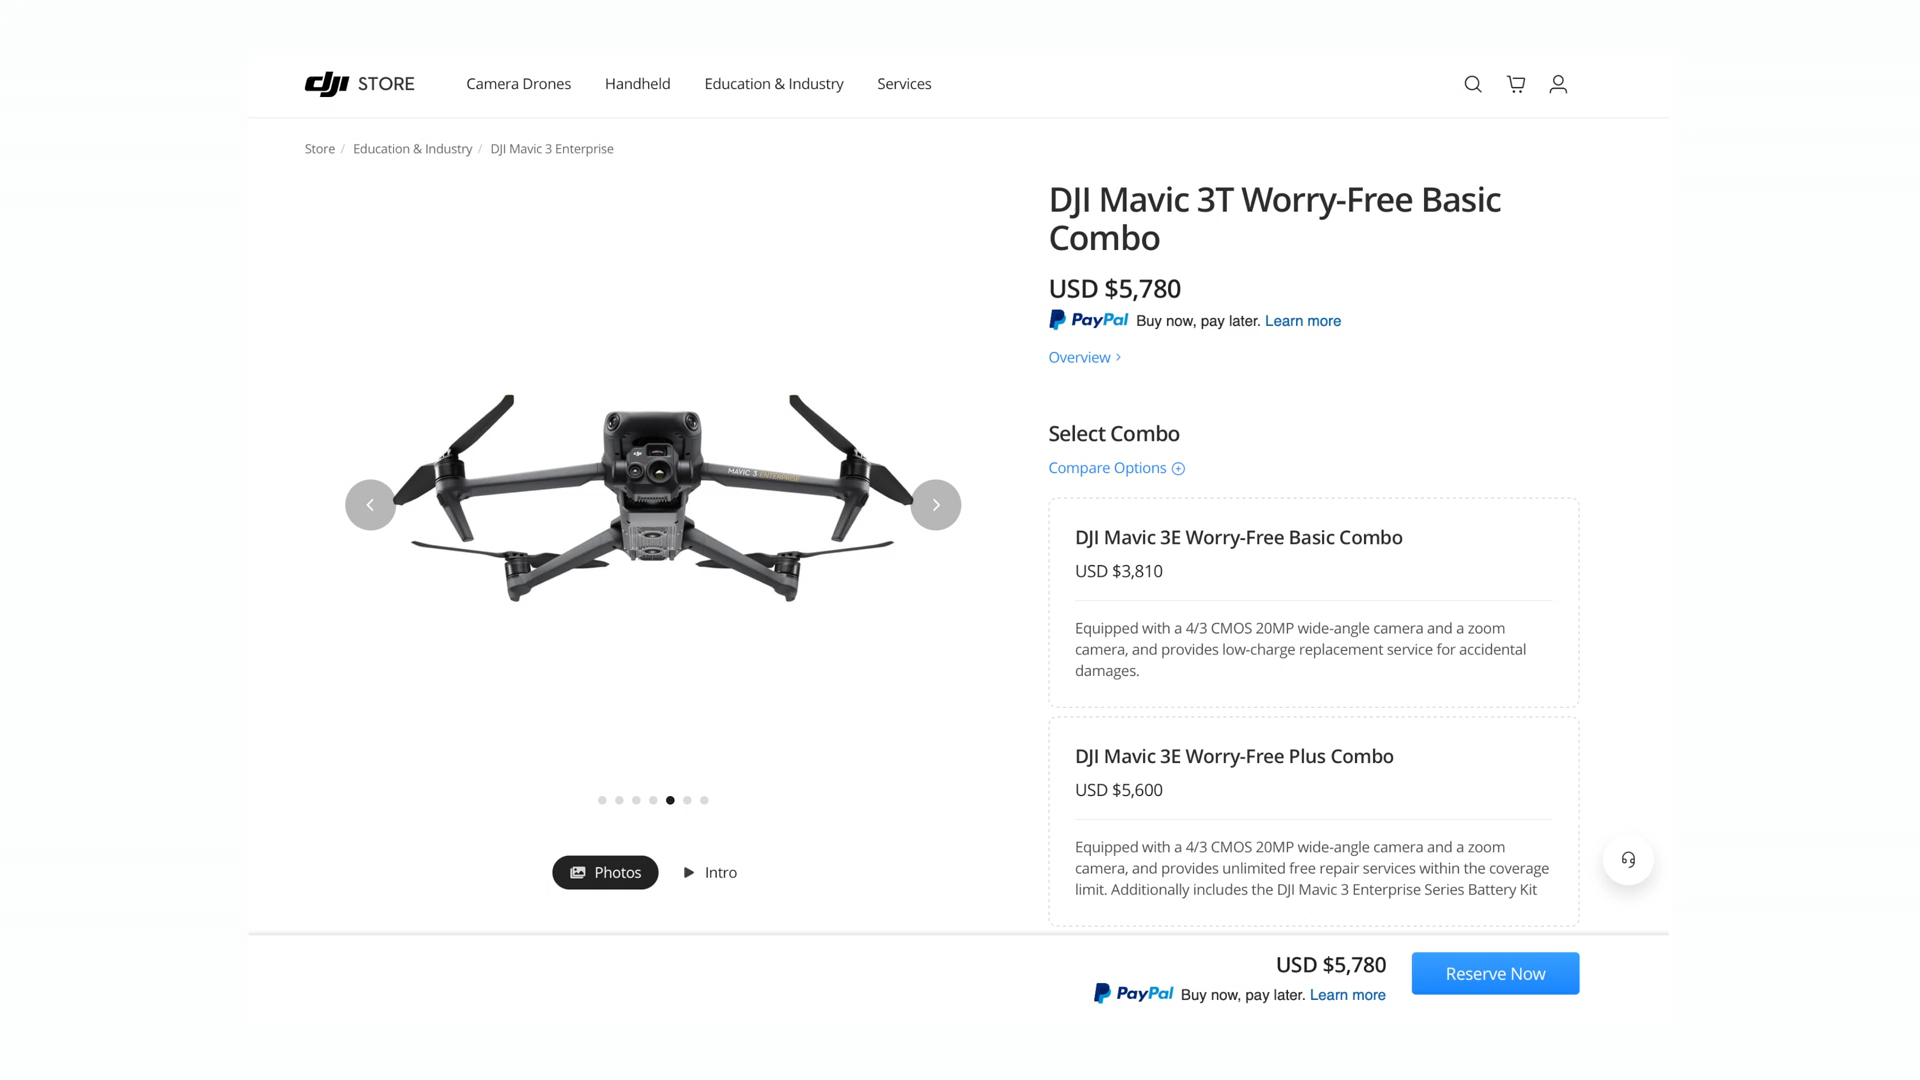 dji STORE
Camera Drones
Handheld
Education & Industry
Services
Store / Education & Industry / DJI Mavic 3 Enterprise
DJI Mavic 3T Worry-Free Basic
Combo
USD $5,780
PayPal Buy now, pay later. Learn more
Overview >
Select Combo
Compare Options
DJI Mavic 3E Worry-Free Basic Combo
USD $3,810
Equipped with a 4/3 CMOS 20MP wide-angle camera and a zoom
camera, and provides low-charge replacement service for accidental
damages.
DJI Mavic 3E Worry-Free Plus Combo
USD $5,600
Equipped with a 4/3 CMOS 20MP wide-angle camera and a zoom
camera, and provides unlimited free repair services within the coverage
limit. Additionally includes the DJI Mavic 3 Enterprise Series Battery Kit
MAVIC 3 ENTERPRISE
Photos
Intro
USD $5,780
PayPal Buy now, pay later. Learn more
Reserve Now